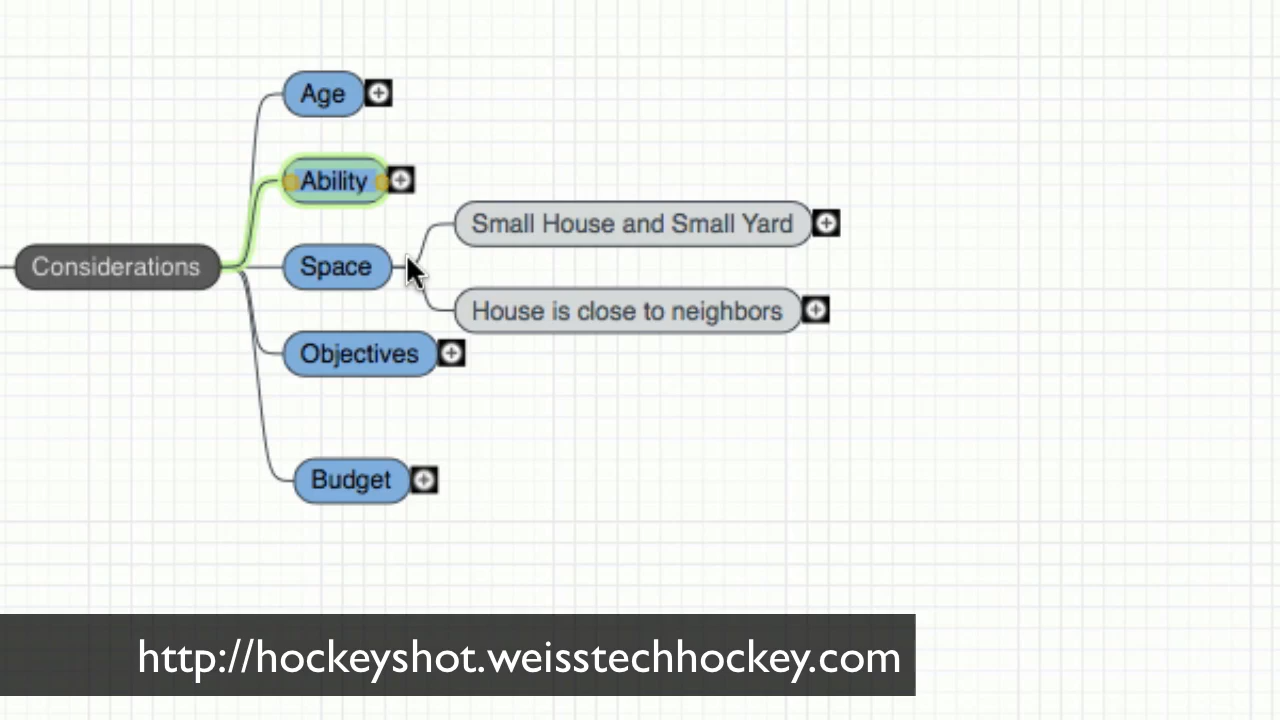 Age
Ability
Small House and Small Yard
Considerations
Space
House is close to neighbors
Objectives
Budget
http://hockeyshot.weisstechhockey.com